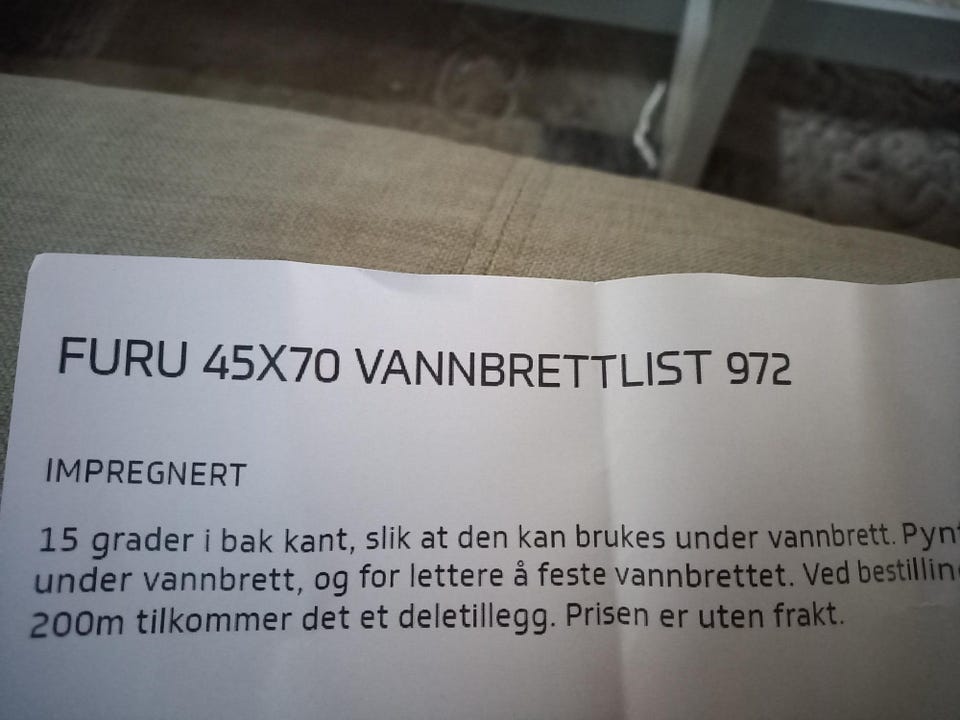 FURU 45X70 VANNBRETTLIST 972
IMPREGNERT
15 grader i bak kant, slik at den kan brukes under vannbrett.
under vannbrett, og for lettere å feste vannbrettet. Ved
200m tilkommer det et deletillegg. Prisen er uten frakt.